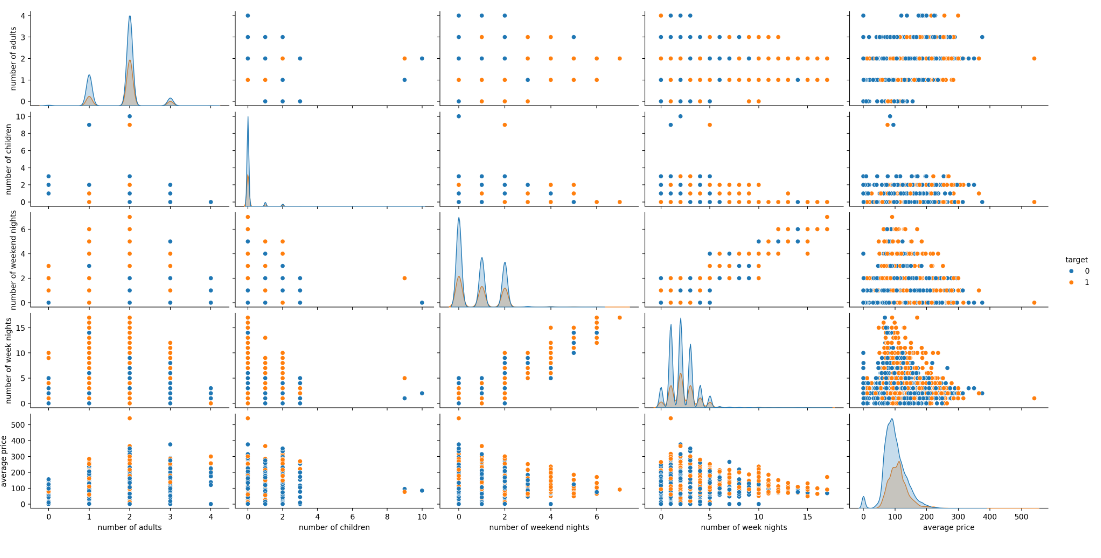 number of adults
4
3
2
1
0
number of children
10
8
6
4
2
0
number of weekend nights
6
4
2
0
number of week nights
15
10
5
0
average price
500
400
300
200
100
0
0 1 2 3 4
0 2 4 6 8 10
0 2 4 6
0 5 10 15
0 100 200 300 400 500
number of adults
number of children
number of weekend nights
number of week nights
average price
target
0
1